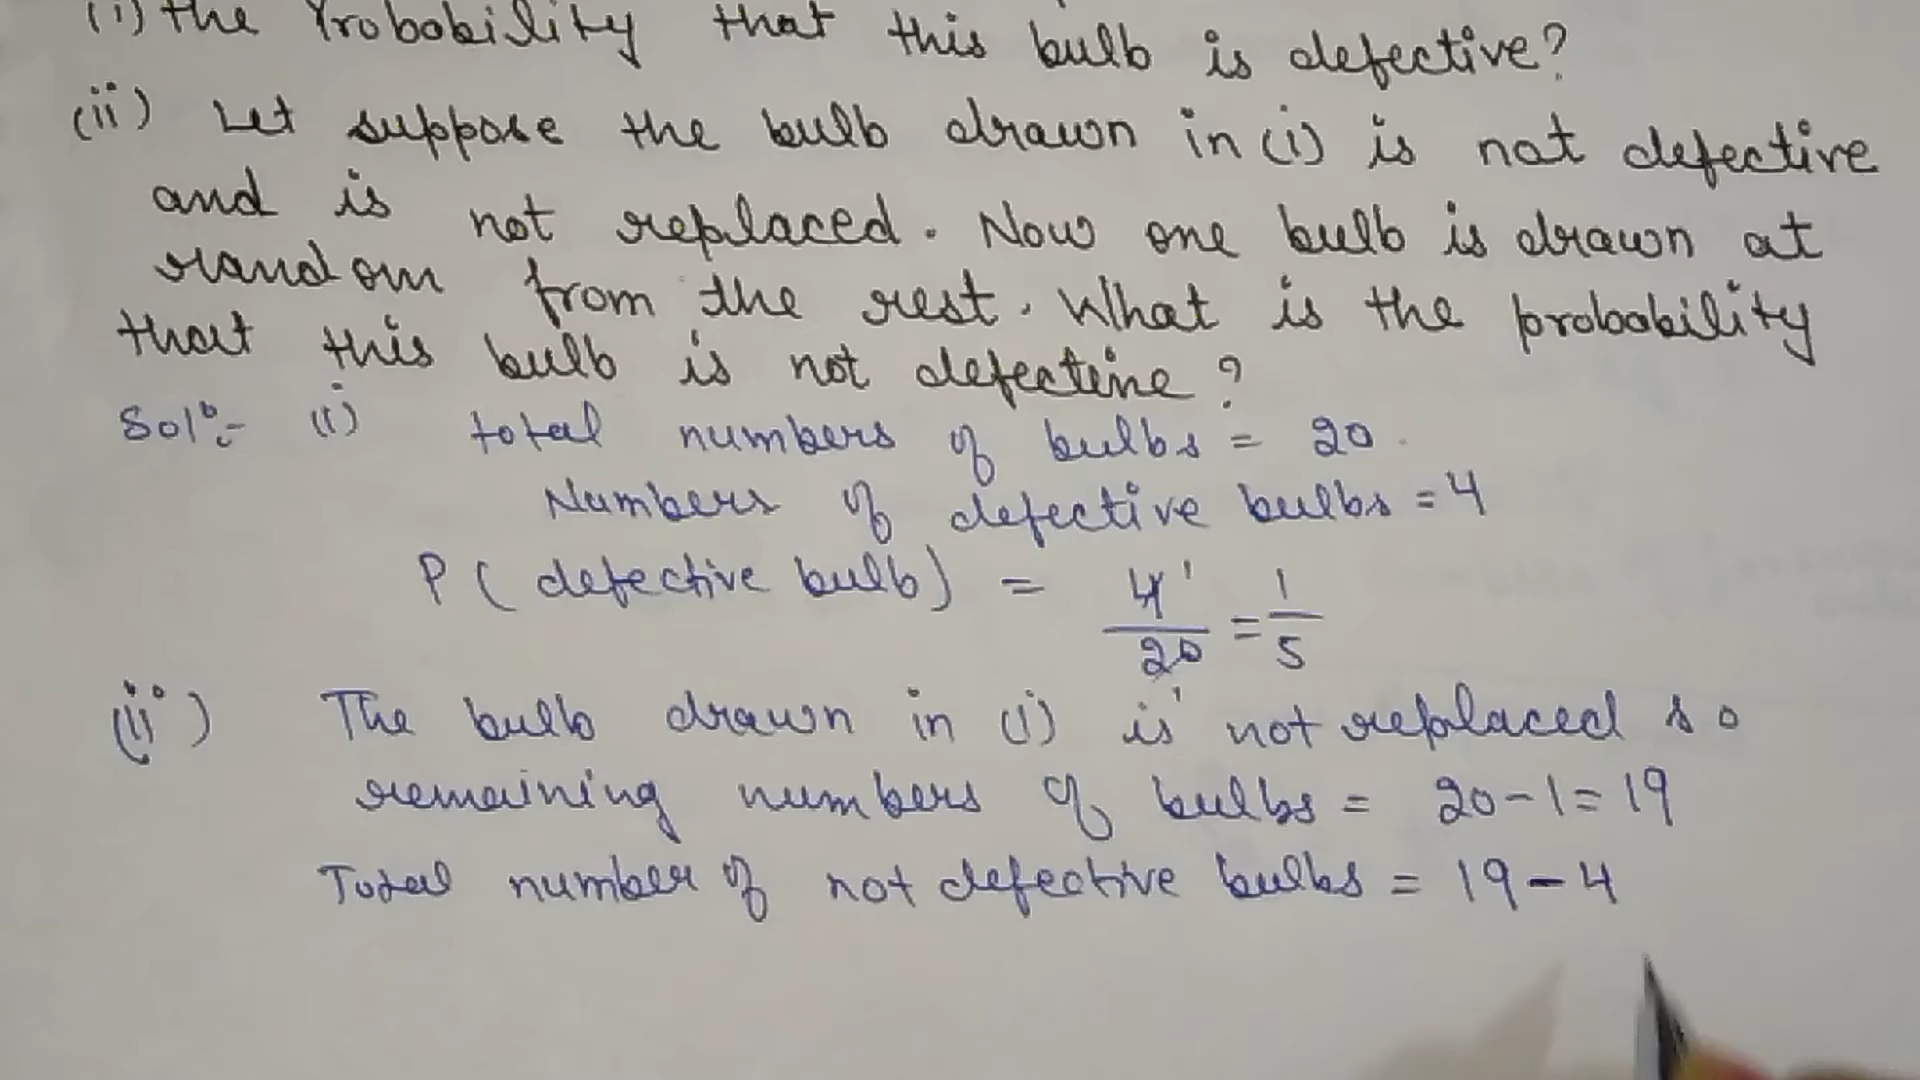 (i) the Probability that this bulb is defective?
(ii) Let suppose the bulb drawn in (i) is not defective
and is not replaced. Now one bulb is drawn at
random from the rest. What is the probability
that this bulb is not defective?
Sol:- (i) total numbers of bulbs = 20
Numbers of defective bulbs = 4
P (defective bulb) = 4/20 = 1/5
(ii) The bulb drawn in (i) is not replaced so
remaining numbers of bulbs = 20-1=19
Total number of not defective bulbs = 19-4